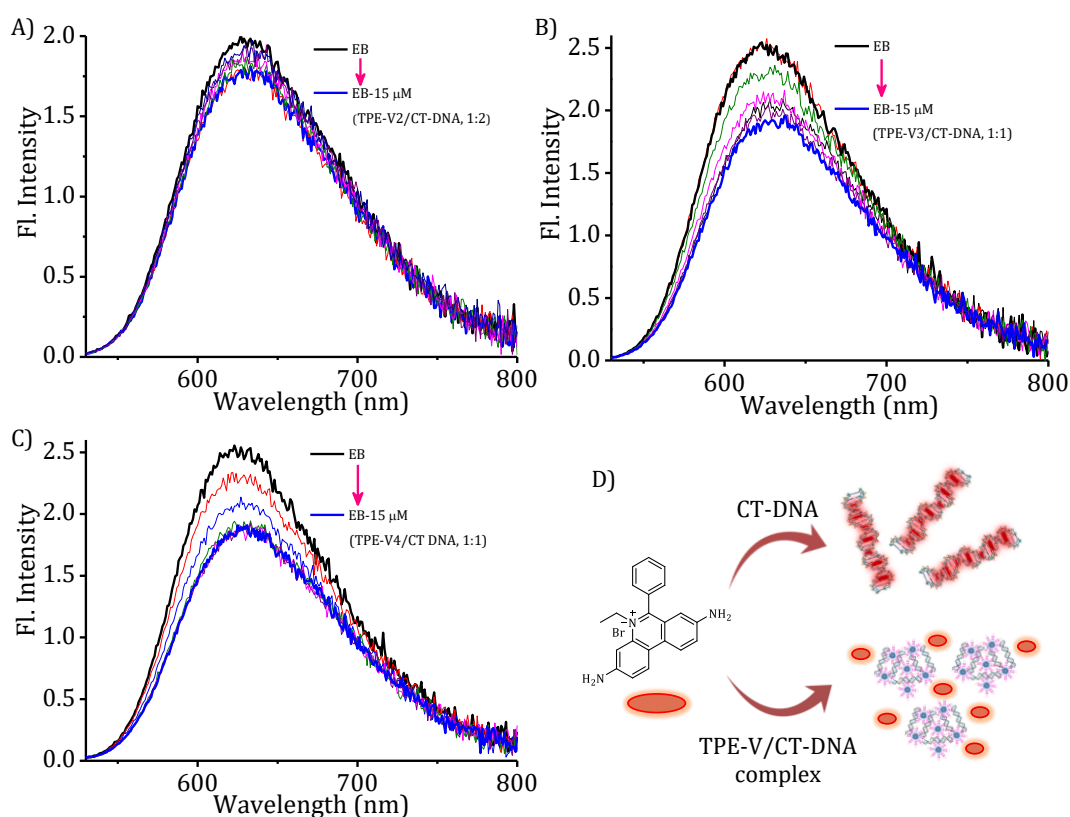 A)
2.0
1.5
1.0
0.5
0.0
Fl. Intensity
600
700
800
Wavelength (nm)
EB
EB-15 μM
(TPE-V2/CT-DNA, 1:2)
B)
2.5
2.0
1.5
1.0
0.5
0.0
Fl. Intensity
600
700
800
Wavelength (nm)
EB
EB-15 μM
(TPE-V3/CT-DNA, 1:1)
C)
2.5
2.0
1.5
1.0
0.5
0.0
Fl. Intensity
600
700
800
Wavelength (nm)
EB
EB-15 μM
(TPE-V4/CT DNA, 1:1)
D)
CT-DNA
N+
Br−
NH₂
H₂N
TPE-V/CT-DNA
complex